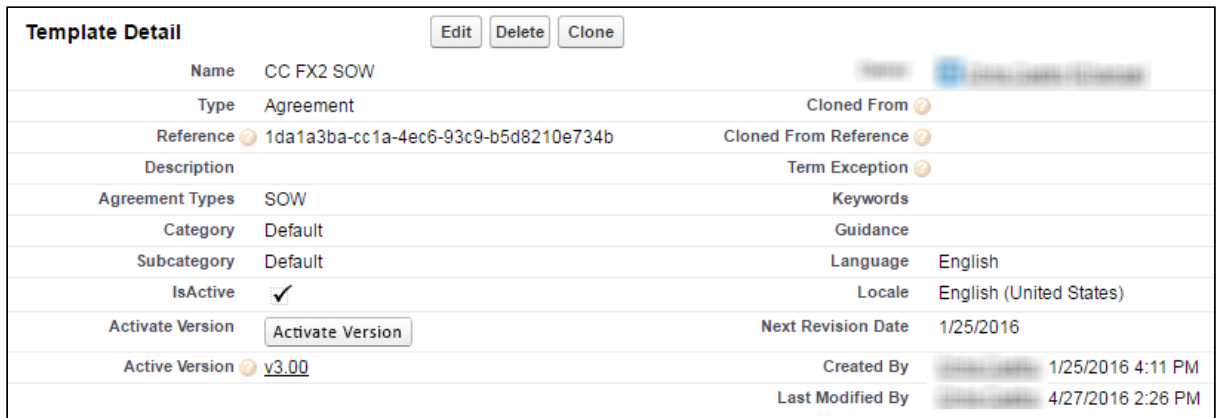 Template Detail Edit Delete Clone
Name CC FX2 SOW
Type Agreement Cloned From
Reference 1da1a3ba-cc1a-4ec6-93c9-b5d8210e734b Cloned From Reference
Description Term Exception
Agreement Types SOW Keywords
Category Default Guidance
Subcategory Default Language English
IsActive Locale English (United States)
Activate Version Activate Version Next Revision Date 1/25/2016
Active Version v3.00 Created By 1/25/2016 4:11 PM
Last Modified By 4/27/2016 2:26 PM